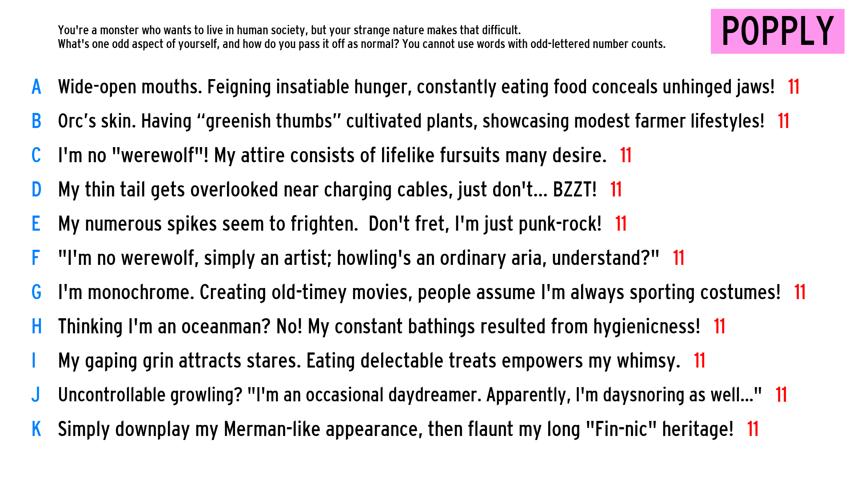 You're a monster who wants to live in human society, but your strange nature makes that difficult.
What's one odd aspect of yourself, and how do you pass it off as normal? You cannot use words with odd-lettered number counts.
POPPLY
A Wide-open mouths. Feigning insatiable hunger, constantly eating food conceals unhinged jaws! 11
B Orc's skin. Having “greenish thumbs” cultivated plants, showcasing modest farmer lifestyles! 11
C I'm no "werewolf"! My attire consists of lifelike fursuits many desire. 11
D My thin tail gets overlooked near charging cables, just don't... BZZT! 11
E My numerous spikes seem to frighten.  Don't fret, I'm just punk-rock! 11
F "I'm no werewolf, simply an artist; howling's an ordinary aria, understand?" 11
G I'm monochrome. Creating old-timey movies, people assume I'm always sporting costumes! 11
H Thinking I'm an oceanman? No! My constant bathings resulted from hygienicness! 11
I My gaping grin attracts stares. Eating delectable treats empowers my whimsy. 11
J Uncontrollable growling? "I'm an occasional daydreamer. Apparently, I'm daysnoring as well..." 11
K Simply downplay my Merman-like appearance, then flaunt my long "Fin-nic" heritage! 11